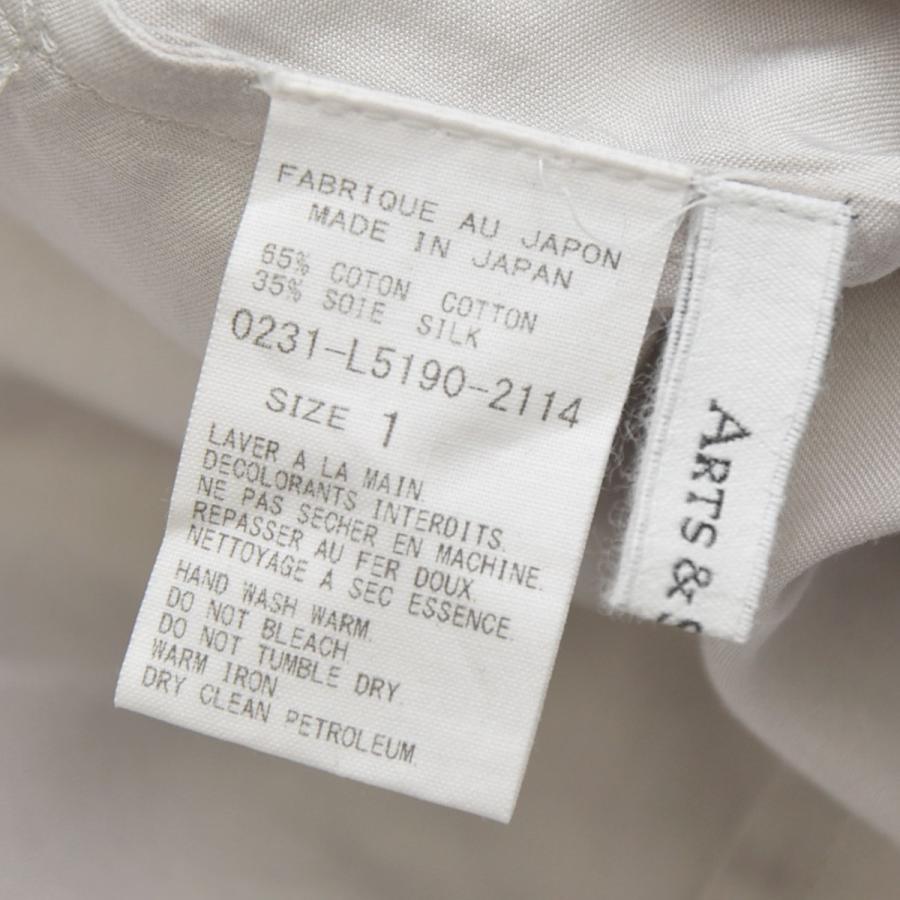 FABRIQUE AU JAPON
MADE IN JAPAN
65% COTON COTTON
35% SOIE SILK
0231-L5190-2114
SIZE 1
LAVER A LA MAIN.
DECOLORANTS INTERDITS.
NE PAS SECHER EN MACHINE.
REPASSER AU FER DOUX.
NETTOYAGE A SEC ESSENCE.
HAND WASH WARM.
DO NOT BLEACH.
DO NOT TUMBLE DRY.
WARM IRON
DRY CLEAN PETROLEUM.
ARTS &